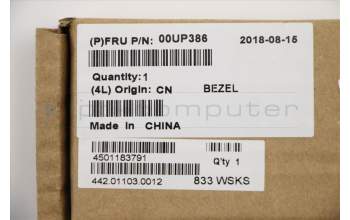 (P)FRU P/N: 00UP386 2018-08-15
Quantity:1
(4L) Origin: CN BEZEL
Made in CHINA
4501183791 Q'ty 1
442.01103.0012 833 WSKS